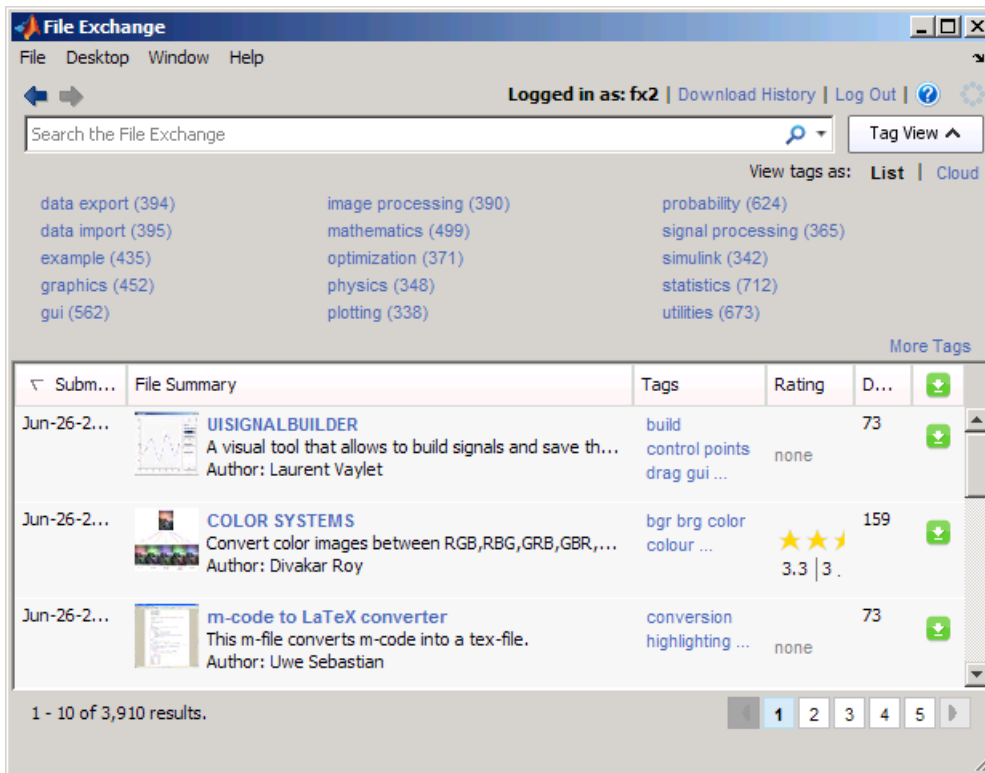 File Exchange
File Desktop Window Help
Logged in as: fx2 | Download History | Log Out | ?
Search the File Exchange
Tag View
View tags as: List | Cloud
data export (394) image processing (390) probability (624)
data import (395) mathematics (499) signal processing (365)
example (435) optimization (371) simulink (342)
graphics (452) physics (348) statistics (712)
gui (562) plotting (338) utilities (673)
More Tags
Subm... File Summary Tags Rating D...
Jun-26-2... UISIGNALBUILDER build 73
A visual tool that allows to build signals and save th... control points none
Author: Laurent Vaylet drag gui ...
Jun-26-2... COLOR SYSTEMS bgr brg color 159
Convert color images between RGB,RBG,GRB,GBR,... colour ...
Author: Divakar Roy 3.3 | 3 .
Jun-26-2... m-code to LaTeX converter conversion 73
This m-file converts m-code into a tex-file. highlighting ... none
Author: Uwe Sebastian
1 - 10 of 3,910 results. 1 2 3 4 5